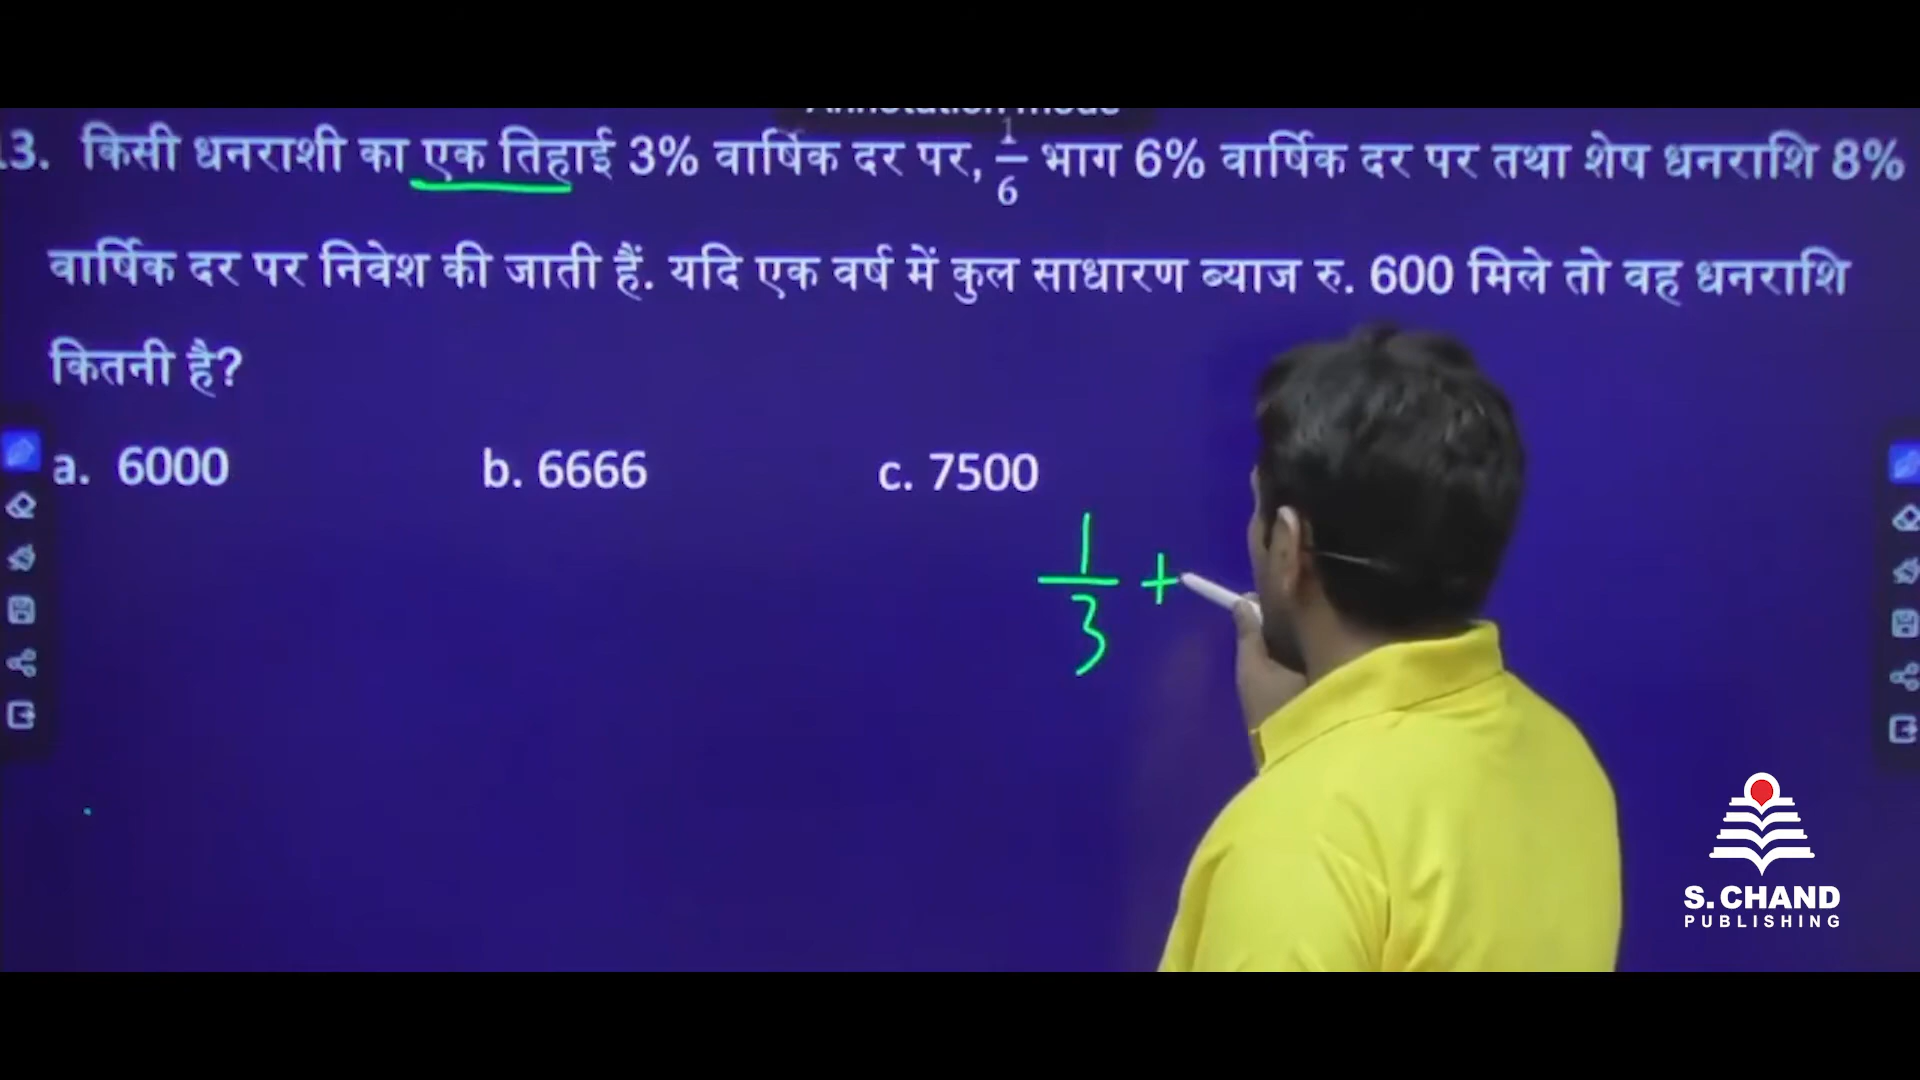 13. किसी धनराशी का एक तिहाई 3% वार्षिक दर पर, 1/6 भाग 6% वार्षिक दर पर तथा शेष धनराशि 8%
वार्षिक दर पर निवेश की जाती हैं. यदि एक वर्ष में कुल साधारण ब्याज रु. 600 मिले तो वह धनराशि
कितनी है?
a. 6000 b. 6666 c. 7500
1/3 +
S. CHAND
PUBLISHING